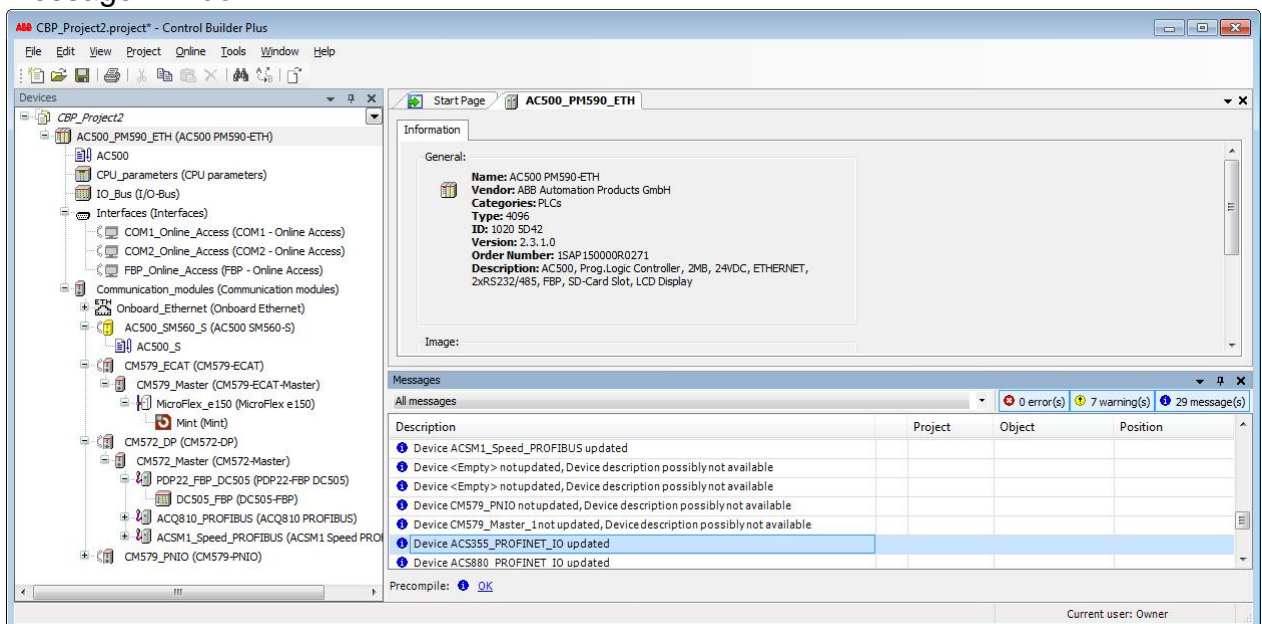 CBP_Project2.project* - Control Builder Plus
File Edit View Project Online Tools Window Help
Devices
CBP_Project2
AC500_PM590_ETH (AC500 PM590-ETH)
AC500
CPU_parameters (CPU parameters)
IO_Bus (I/O-Bus)
Interfaces (Interfaces)
COM1_Online_Access (COM1 - Online Access)
COM2_Online_Access (COM2 - Online Access)
FBP_Online_Access (FBP - Online Access)
Communication_modules (Communication modules)
ETH Onboard_Ethernet (Onboard Ethernet)
AC500_SM560_S (AC500 SM560-S)
AC500_S
CM579_ECAT (CM579-ECAT)
CM579_Master (CM579-ECAT-Master)
MicroFlex_e150 (MicroFlex e150)
Mint (Mint)
CM572_DP (CM572-DP)
CM572_Master (CM572-Master)
PDP22_FBP_DC505 (PDP22-FBP DC505)
DC505_FBP (DC505-FBP)
ACQ810_PROFIBUS (ACQ810 PROFIBUS)
ACSM1_Speed_PROFIBUS (ACSM1 Speed PROI
CM579_PNIO (CM579-PNIO)
Start Page AC500_PM590_ETH
Information
General:
Name: AC500 PM590-ETH
Vendor: ABB Automation Products GmbH
Categories: PLCs
Type: 4096
ID: 1020 5D42
Version: 2.3.1.0
Order Number: 1SAP150000R0271
Description: AC500, Prog.Logic Controller, 2MB, 24VDC, ETHERNET,
2xRS232/485, FBP, SD-Card Slot, LCD Display
Image:
Messages
All messages 0 error(s) 7 warning(s) 29 message(s)
Description Project Object Position
Device ACSM1_Speed_PROFIBUS updated
Device <Empty> not updated, Device description possibly not available
Device <Empty> not updated, Device description possibly not available
Device CM579_PNIO not updated, Device description possibly not available
Device CM579_Master_1 not updated, Device description possibly not available
Device ACS355_PROFINET_IO updated
Device ACS880_PROFINET_IO updated
Precompile: OK
Current user: Owner